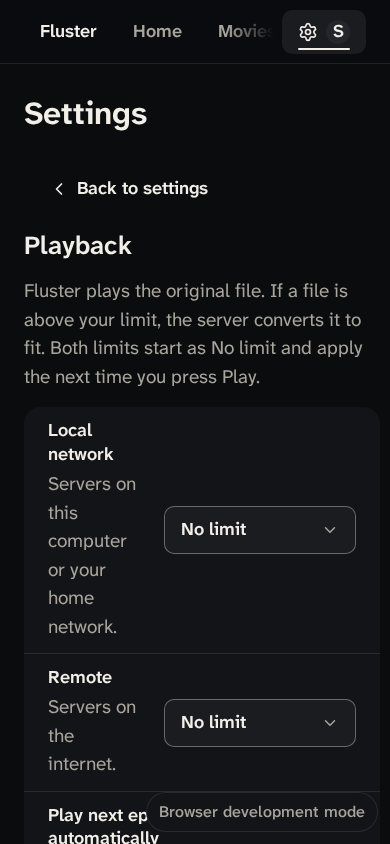 Fluster Home Movies S
Settings
Back to settings
Playback
Fluster plays the original file. If a file is
above your limit, the server converts it to
fit. Both limits start as No limit and apply
the next time you press Play.
Local
network
Servers on
this
computer
or your
home
network.
No limit
Remote
Servers on
the
internet.
No limit
Play next ep
automatically
Browser development mode